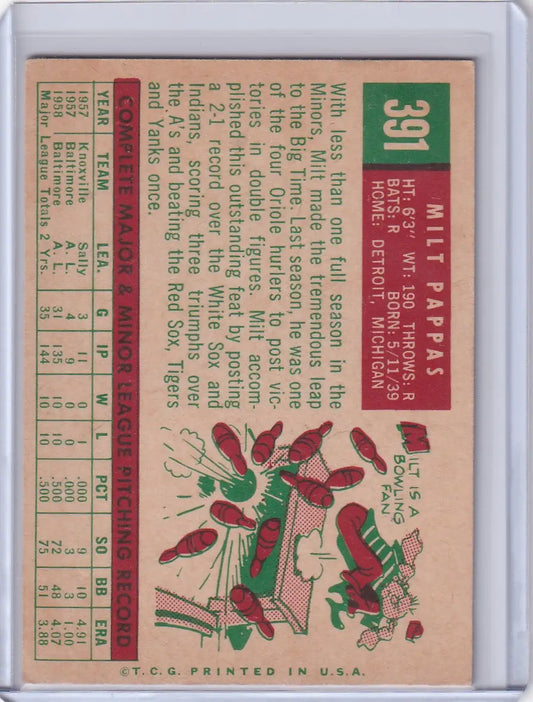 391
MILT PAPPAS
HT: 6'3" WT: 190 THROWS: R
BATS: R BORN: 5/11/39
HOME: DETROIT, MICHIGAN
With less than one full season in the
Minors, Milt made the tremendous leap
to the Big Time. Last season, he was one
of the four Oriole hurlers to post vic-
tories in double figures. Milt accom-
plished this outstanding feat by posting
a 2-1 record over the White Sox and
Indians, scoring three triumphs over
the A's and beating the Red Sox, Tigers
and Yanks once.
MILT IS A
BOWLING
FAN
COMPLETE MAJOR & MINOR LEAGUE PITCHING RECORD
YEAR TEAM LEA. G IP W L PCT SO BB ERA
1957 Knoxville Sally 3 11 0 1 .000 9 10 4.91
1957 Baltimore A. L. 4 9 0 0 .000 3 3 1.00
1958 Baltimore A. L. 31 135 10 10 .500 72 48 4.07
Major League Totals 2 Yrs. 35 144 10 10 .500 75 51 3.88
©T.C.G. PRINTED IN U.S.A.